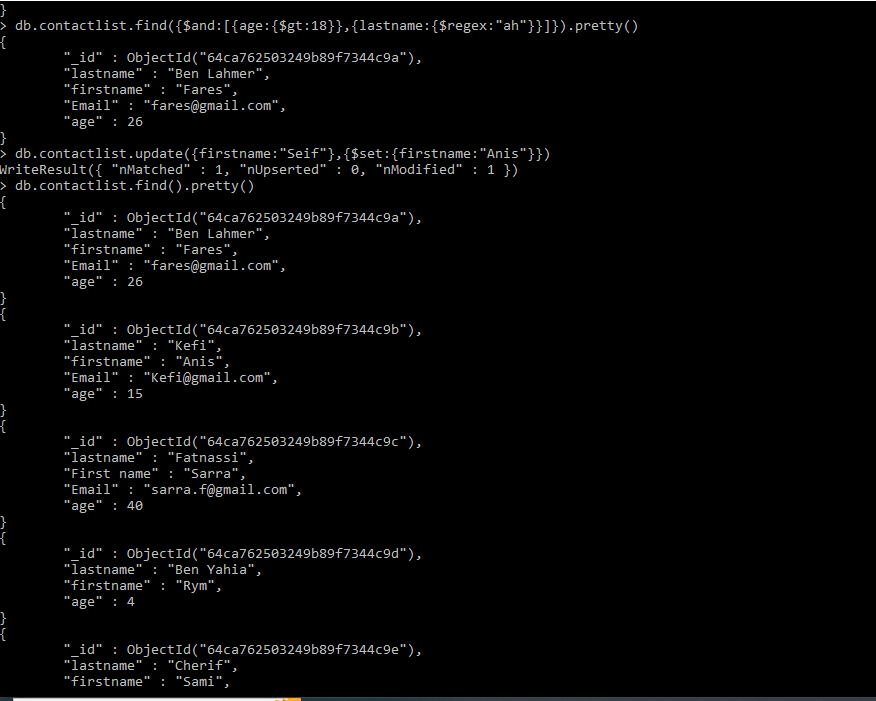 }
> db.contactlist.find({$and:[{age:{$gt:18}},{lastname:{$regex:"ah"}}]}).pretty()
{
        "_id" : ObjectId("64ca762503249b89f7344c9a"),
        "lastname" : "Ben Lahmer",
        "firstname" : "Fares",
        "Email" : "fares@gmail.com",
        "age" : 26
}
> db.contactlist.update({firstname:"Seif"},{$set:{firstname:"Anis"}})
WriteResult({ "nMatched" : 1, "nUpserted" : 0, "nModified" : 1 })
> db.contactlist.find().pretty()
{
        "_id" : ObjectId("64ca762503249b89f7344c9a"),
        "lastname" : "Ben Lahmer",
        "firstname" : "Fares",
        "Email" : "fares@gmail.com",
        "age" : 26
}
{
        "_id" : ObjectId("64ca762503249b89f7344c9b"),
        "lastname" : "Kefi",
        "firstname" : "Anis",
        "Email" : "Kefi@gmail.com",
        "age" : 15
}
{
        "_id" : ObjectId("64ca762503249b89f7344c9c"),
        "lastname" : "Fatnassi",
        "First name" : "Sarra",
        "Email" : "sarra.f@gmail.com",
        "age" : 40
}
{
        "_id" : ObjectId("64ca762503249b89f7344c9d"),
        "lastname" : "Ben Yahia",
        "firstname" : "Rym",
        "age" : 4
}
{
        "_id" : ObjectId("64ca762503249b89f7344c9e"),
        "lastname" : "Cherif",
        "firstname" : "Sami",